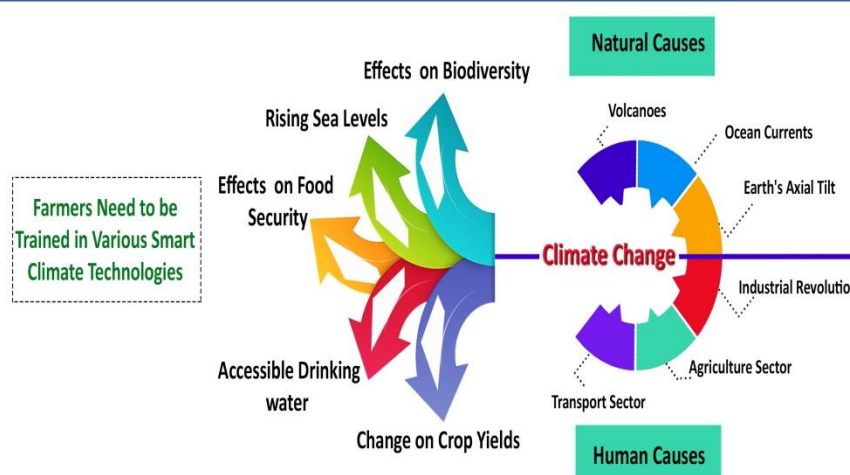 Natural Causes
Effects on Biodiversity
Volcanoes
Rising Sea Levels
Ocean Currents
Effects on Food
Security
Earth's Axial Tilt
Farmers Need to be
Trained in Various Smart
Climate Technologies
Climate Change
Industrial Revolutio
Accessible Drinking
water
Agriculture Sector
Transport Sector
Change on Crop Yields
Human Causes